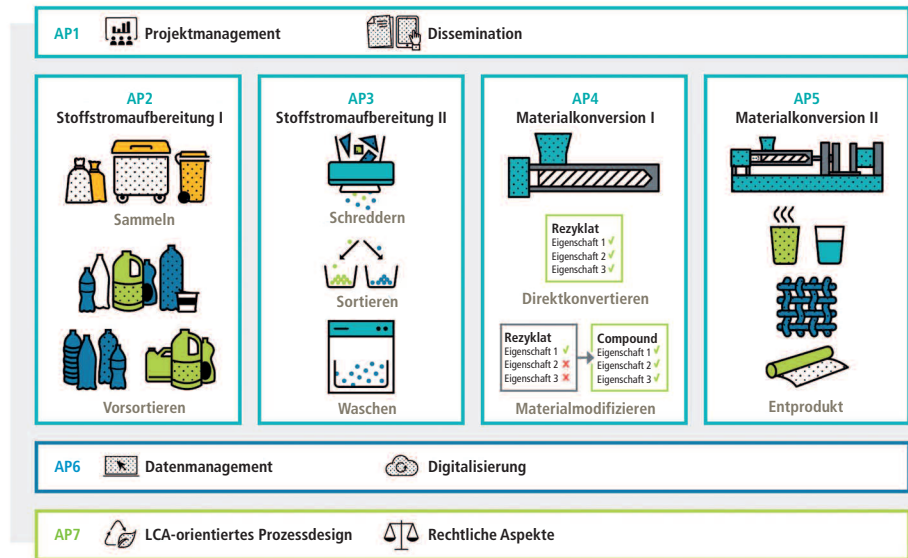 AP1 Projektmanagement Dissemination
AP2
Stoffstromaufbereitung I
Sammeln
Vorsortieren
AP3
Stoffstromaufbereitung II
Schreddern
Sortieren
Waschen
AP4
Materialkonversion I
Rezyklat
Eigenschaft 1 ✓
Eigenschaft 2 ✓
Eigenschaft 3 ✓
Direktkonvertieren
Rezyklat
Eigenschaft 1 ✓
Eigenschaft 2 ✗
Eigenschaft 3 ✗
Compound
Eigenschaft 1 ✓
Eigenschaft 2 ✓
Eigenschaft 3 ✓
Materialmodifizieren
AP5
Materialkonversion II
Entprodukt
AP6 Datenmanagement Digitalisierung
AP7 LCA-orientiertes Prozessdesign Rechtliche Aspekte